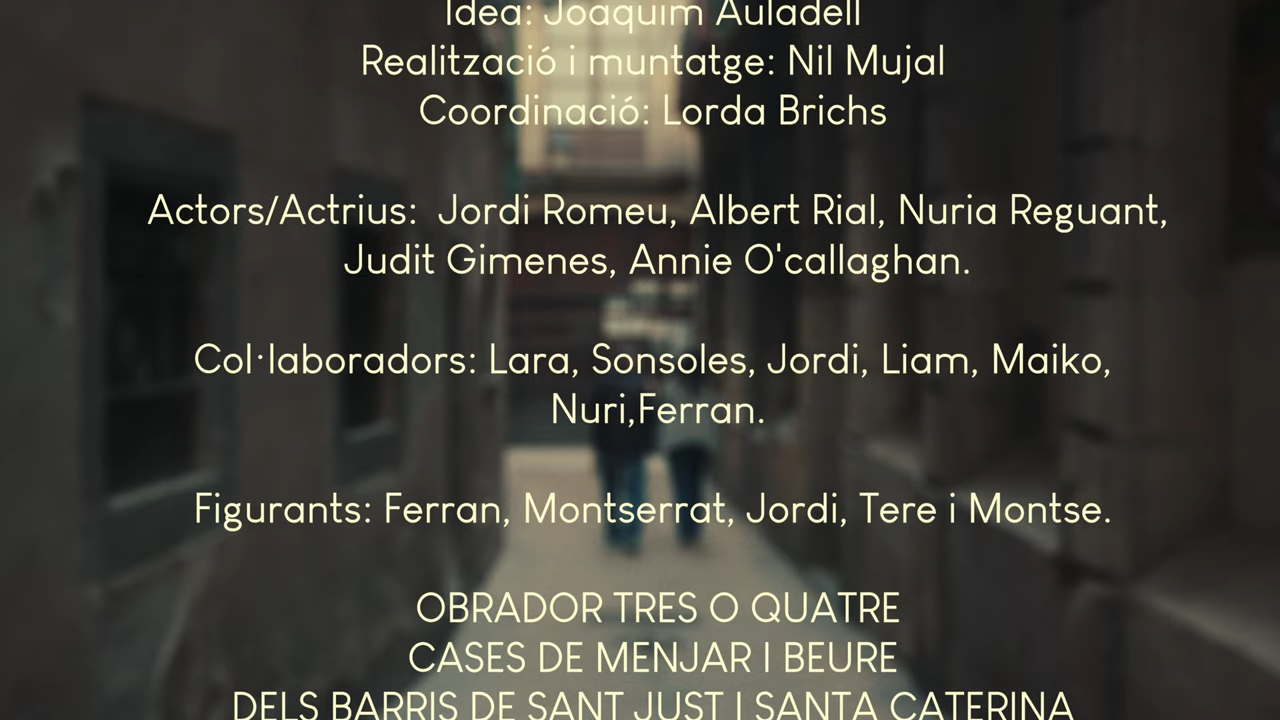 Idea: Joaquim Auladell
Realització i muntatge: Nil Mujal
Coordinació: Lorda Brichs
Actors/Actrius: Jordi Romeu, Albert Rial, Nuria Reguant,
Judit Gimenes, Annie O'callaghan.
Col·laboradors: Lara, Sonsoles, Jordi, Liam, Maiko,
Nuri,Ferran.
Figurants: Ferran, Montserrat, Jordi, Tere i Montse.
OBRADOR TRES O QUATRE
CASES DE MENJAR I BEURE
DELS BARRIS DE SANT JUST I SANTA CATERINA